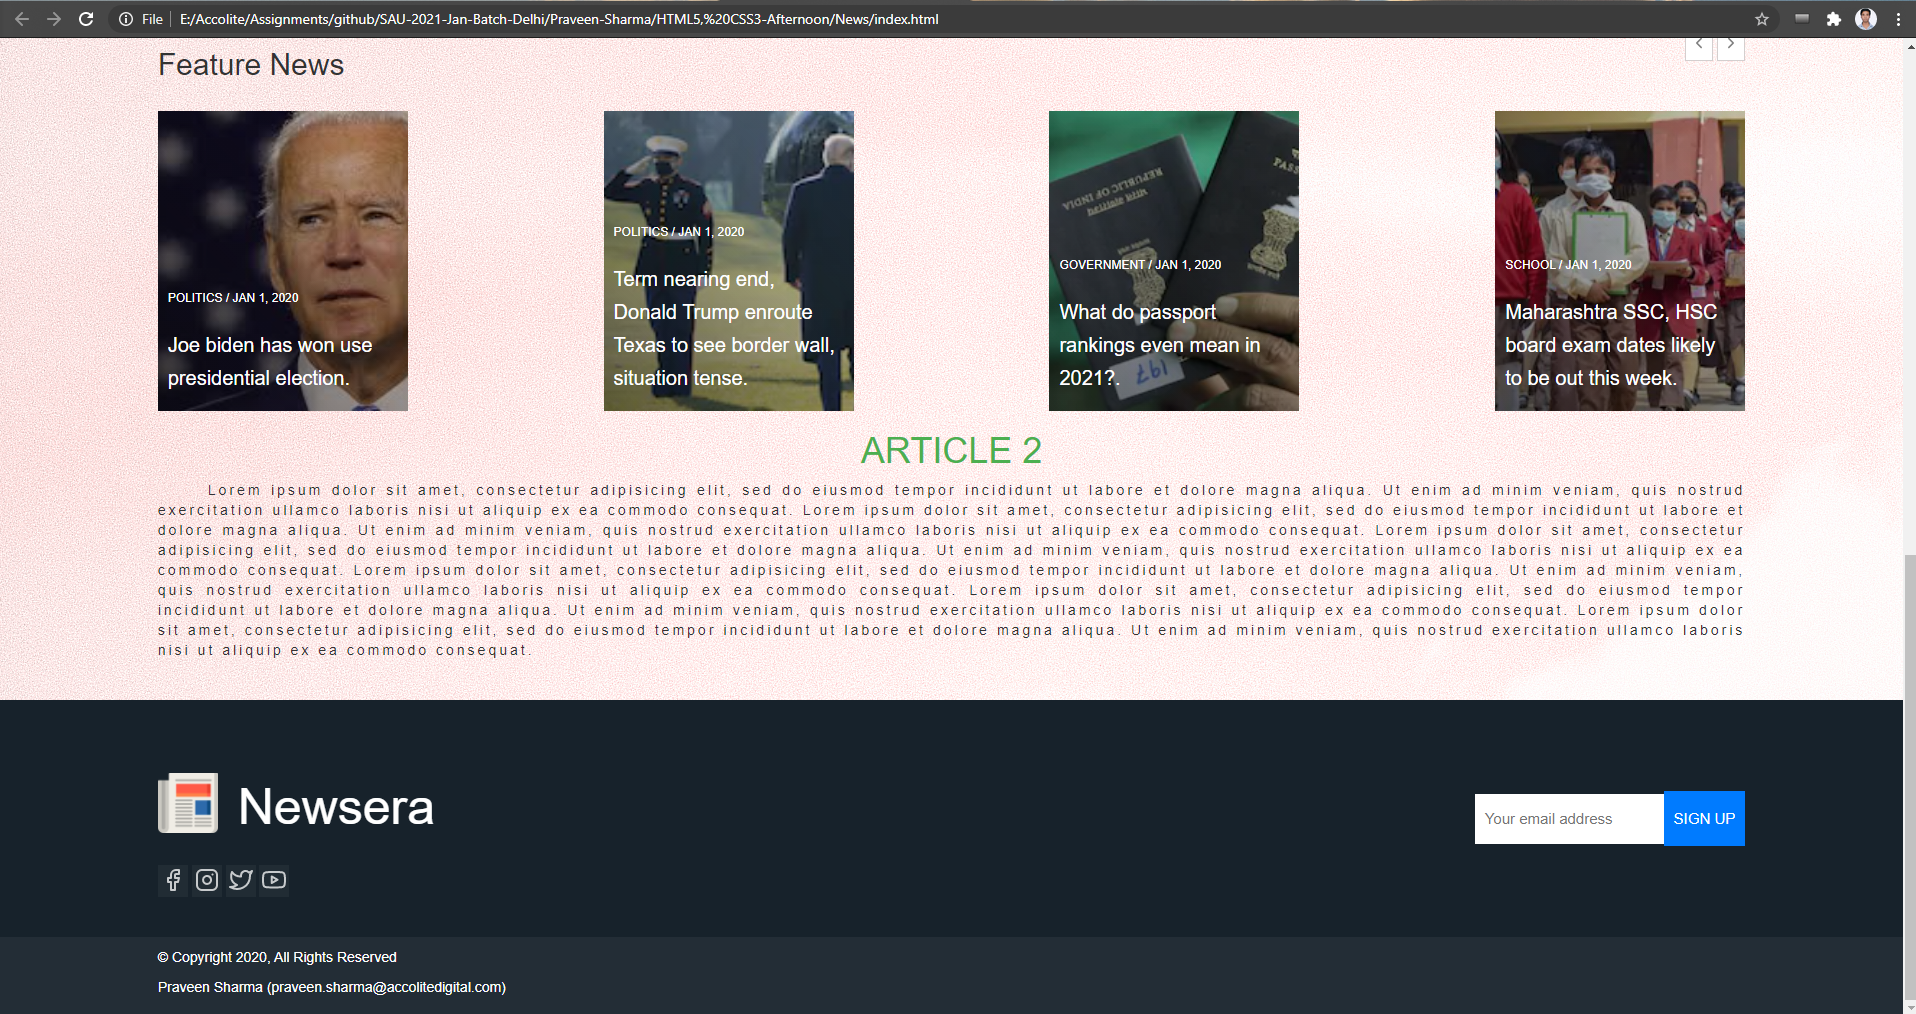 File | E:/Accolite/Assignments/github/SAU-2021-Jan-Batch-Delhi/Praveen-Sharma/HTML5,%20CSS3-Afternoon/News/index.html
Feature News
POLITICS / JAN 1, 2020
Joe biden has won use
presidential election.
POLITICS / JAN 1, 2020
Term nearing end,
Donald Trump enroute
Texas to see border wall,
situation tense.
REPUBLIC OF INDIA
PASS
GOVERNMENT / JAN 1, 2020
What do passport
rankings even mean in
2021?.
SCHOOL / JAN 1, 2020
Maharashtra SSC, HSC
board exam dates likely
to be out this week.
ARTICLE 2
Lorem ipsum dolor sit amet, consectetur adipisicing elit, sed do eiusmod tempor incididunt ut labore et dolore magna aliqua. Ut enim ad minim veniam, quis nostrud
exercitation ullamco laboris nisi ut aliquip ex ea commodo consequat. Lorem ipsum dolor sit amet, consectetur adipisicing elit, sed do eiusmod tempor incididunt ut labore et
dolore magna aliqua. Ut enim ad minim veniam, quis nostrud exercitation ullamco laboris nisi ut aliquip ex ea commodo consequat. Lorem ipsum dolor sit amet, consectetur
adipisicing elit, sed do eiusmod tempor incididunt ut labore et dolore magna aliqua. Ut enim ad minim veniam, quis nostrud exercitation ullamco laboris nisi ut aliquip ex ea
commodo consequat. Lorem ipsum dolor sit amet, consectetur adipisicing elit, sed do eiusmod tempor incididunt ut labore et dolore magna aliqua. Ut enim ad minim veniam,
quis nostrud exercitation ullamco laboris nisi ut aliquip ex ea commodo consequat. Lorem ipsum dolor sit amet, consectetur adipisicing elit, sed do eiusmod tempor
incididunt ut labore et dolore magna aliqua. Ut enim ad minim veniam, quis nostrud exercitation ullamco laboris nisi ut aliquip ex ea commodo consequat. Lorem ipsum dolor
sit amet, consectetur adipisicing elit, sed do eiusmod tempor incididunt ut labore et dolore magna aliqua. Ut enim ad minim veniam, quis nostrud exercitation ullamco laboris
nisi ut aliquip ex ea commodo consequat.
Newsera
Your email address
SIGN UP
© Copyright 2020, All Rights Reserved
Praveen Sharma (praveen.sharma@accolitedigital.com)